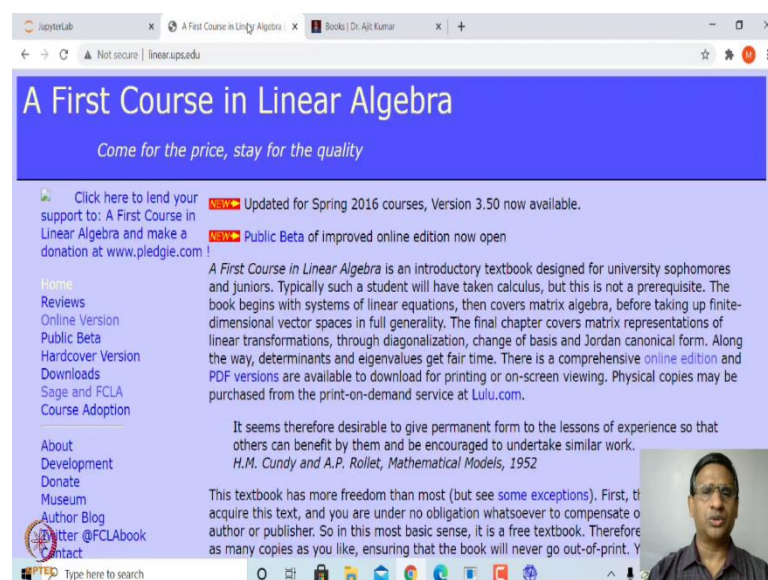 JupyterLab
A First Course in Linear Algebra
Books | Dr. Ajit Kumar
Not secure | linear.ups.edu
A First Course in Linear Algebra
Come for the price, stay for the quality
Click here to lend your
support to: A First Course in
Linear Algebra and make a
donation at www.pledgie.com !
Home
Reviews
Online Version
Public Beta
Hardcover Version
Downloads
Sage and FCLA
Course Adoption
About
Development
Donate
Museum
Author Blog
Twitter @FCLAbook
Contact
NEW Updated for Spring 2016 courses, Version 3.50 now available.
NEW Public Beta of improved online edition now open
A First Course in Linear Algebra is an introductory textbook designed for university sophomores
and juniors. Typically such a student will have taken calculus, but this is not a prerequisite. The
book begins with systems of linear equations, then covers matrix algebra, before taking up finite-
dimensional vector spaces in full generality. The final chapter covers matrix representations of
linear transformations, through diagonalization, change of basis and Jordan canonical form. Along
the way, determinants and eigenvalues get fair time. There is a comprehensive online edition and
PDF versions are available to download for printing or on-screen viewing. Physical copies may be
purchased from the print-on-demand service at Lulu.com.
It seems therefore desirable to give permanent form to the lessons of experience so that
others can benefit by them and be encouraged to undertake similar work.
H.M. Cundy and A.P. Rollet, Mathematical Models, 1952
This textbook has more freedom than most (but see some exceptions). First,
acquire this text, and you are under no obligation whatsoever to compensate
author or publisher. So in this most basic sense, it is a free textbook. Therefore
as many copies as you like, ensuring that the book will never go out-of-print.
NPTEL
Type here to search